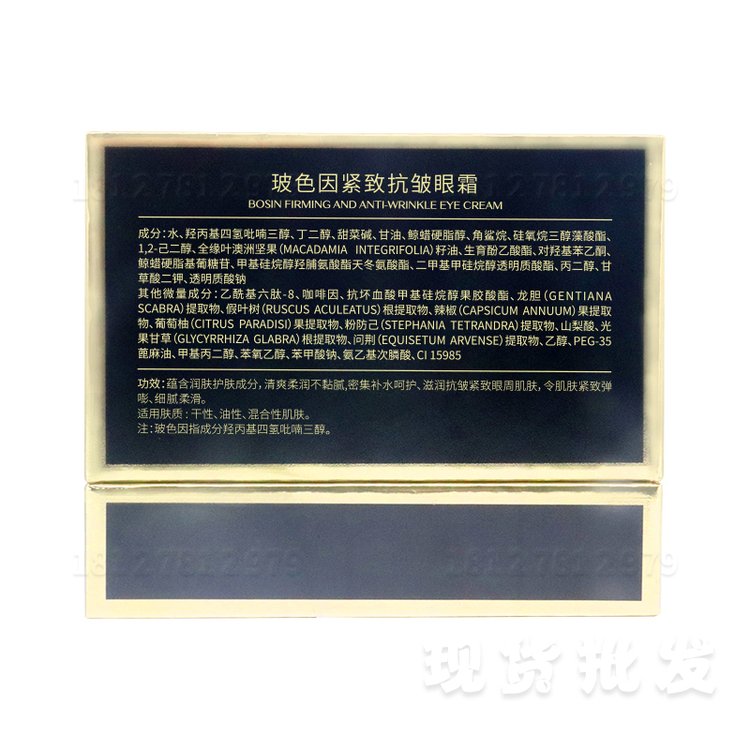 玻色因紧致抗皱眼霜
BOSIN FIRMING AND ANTI-WRINKLE EYE CREAM
成分：水、羟丙基四氢吡喃三醇、丁二醇、甜菜碱、甘油、鲸蜡硬脂醇、角鲨烷、硅氧烷三醇藻酸酯、
1,2-己二醇、全缘叶澳洲坚果(MACADAMIA INTEGRIFOLIA)籽油、生育酚乙酸酯、对羟基苯乙酮、
鲸蜡硬脂基葡糖苷、甲基硅烷醇羟脯氨酸酯天冬氨酸酯、二甲基甲硅烷醇透明质酸酯、丙二醇、甘
草酸二钾、透明质酸钠
其他微量成分：乙酰基六肽-8、咖啡因、抗坏血酸甲基硅烷醇果胶酸酯、龙胆(GENTIANA
SCABRA)提取物、假叶树(RUSCUS ACULEATUS)根提取物、辣椒(CAPSICUM ANNUUM)果提取
物、葡萄柚(CITRUS PARADISI)果提取物、粉防己(STEPHANIA TETRANDRA)提取物、山梨酸、光
果甘草(GLYCYRRHIZA GLABRA)根提取物、问荆(EQUISETUM ARVENSE)提取物、乙醇、PEG-35
蓖麻油、甲基丙二醇、苯氧乙醇、苯甲酸钠、氨乙基次膦酸、CI 15985
功效：蕴含润肤护肤成分，清爽柔润不黏腻,密集补水呵护、滋润抗皱紧致眼周肌肤，令肌肤紧致弹
嘭、细腻柔滑。
适用肤质：干性、油性、混合性肌肤。
注：玻色因指成分羟丙基四氢吡喃三醇。
18127812979 18127812979
18127812979 18127812979
现货批发